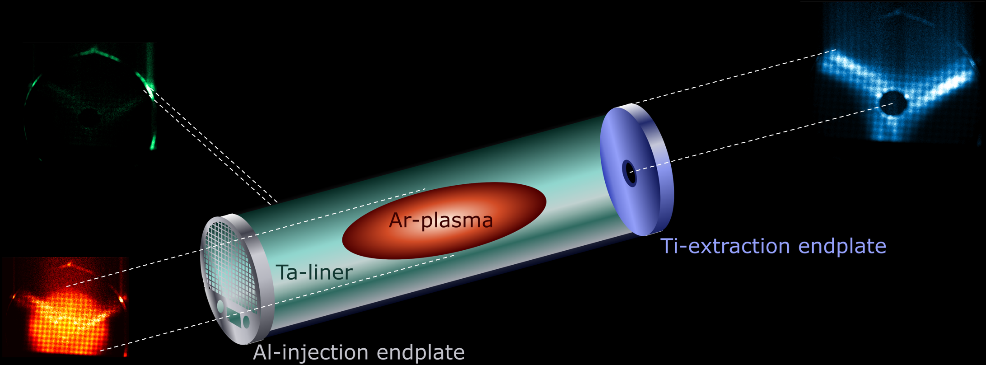 Ar-plasma
Ti-extraction endplate
Ta-liner
Al-injection endplate